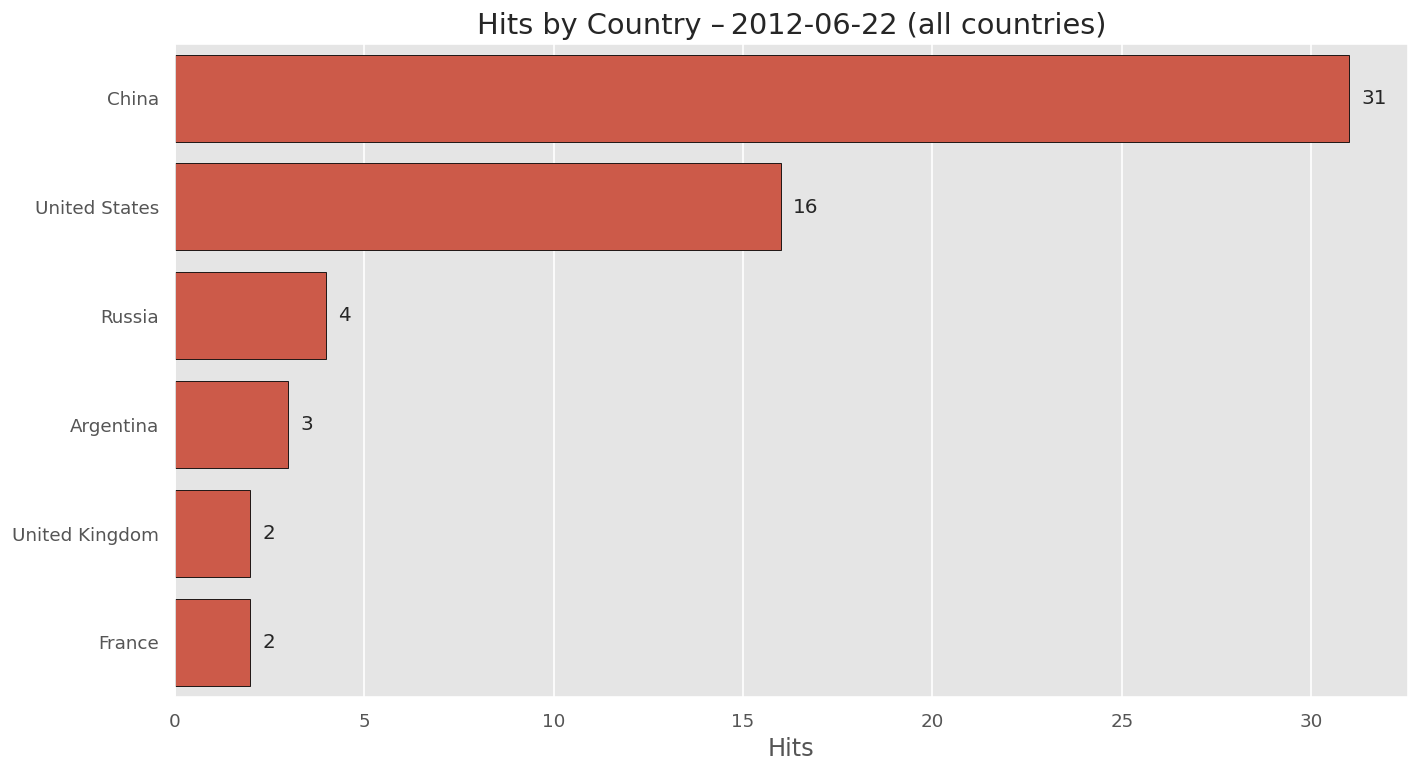 Hits by Country – 2012-06-22 (all countries)
China 31
United States 16
Russia 4
Argentina 3
United Kingdom 2
France 2
0 5 10 15 20 25 30
Hits